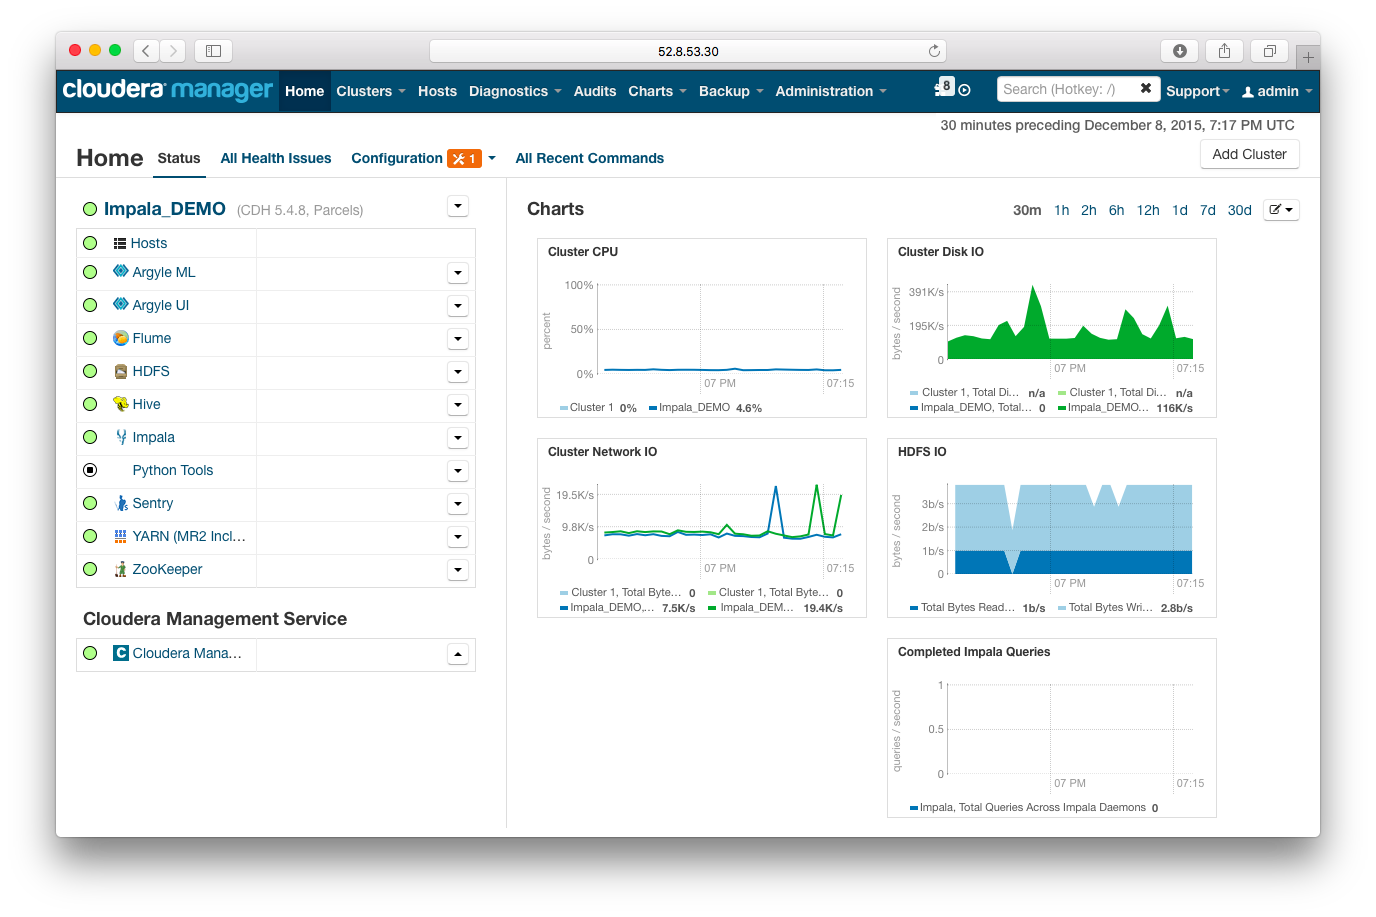 52.8.53.30
cloudera manager Home Clusters Hosts Diagnostics Audits Charts Backup Administration 8 Search (Hotkey: /) Support admin
30 minutes preceding December 8, 2015, 7:17 PM UTC
Home Status All Health Issues Configuration 1 All Recent Commands Add Cluster
Impala_DEMO (CDH 5.4.8, Parcels)
Hosts
Argyle ML
Argyle UI
Flume
HDFS
Hive
Impala
Python Tools
Sentry
YARN (MR2 Incl...
ZooKeeper
Cloudera Management Service
C Cloudera Mana...
Charts 30m 1h 2h 6h 12h 1d 7d 30d
Cluster CPU
percent
100%
50%
0%
07 PM 07:15
Cluster 1 0% Impala_DEMO 4.6%
Cluster Disk IO
bytes / second
391K/s
195K/s
0
07 PM 07:15
Cluster 1, Total Di... n/a Cluster 1, Total Di... n/a
Impala_DEMO, Total... 0 Impala_DEMO... 116K/s
Cluster Network IO
bytes / second
19.5K/s
9.8K/s
0
07 PM 07:15
Cluster 1, Total Byte... 0 Cluster 1, Total Byte... 0
Impala_DEMO,... 7.5K/s Impala_DEM... 19.4K/s
HDFS IO
bytes / second
3b/s
2b/s
1b/s
0
07 PM 07:15
Total Bytes Read... 1b/s Total Bytes Wri... 2.8b/s
Completed Impala Queries
queries / second
1
0.5
0
07 PM 07:15
Impala, Total Queries Across Impala Daemons 0